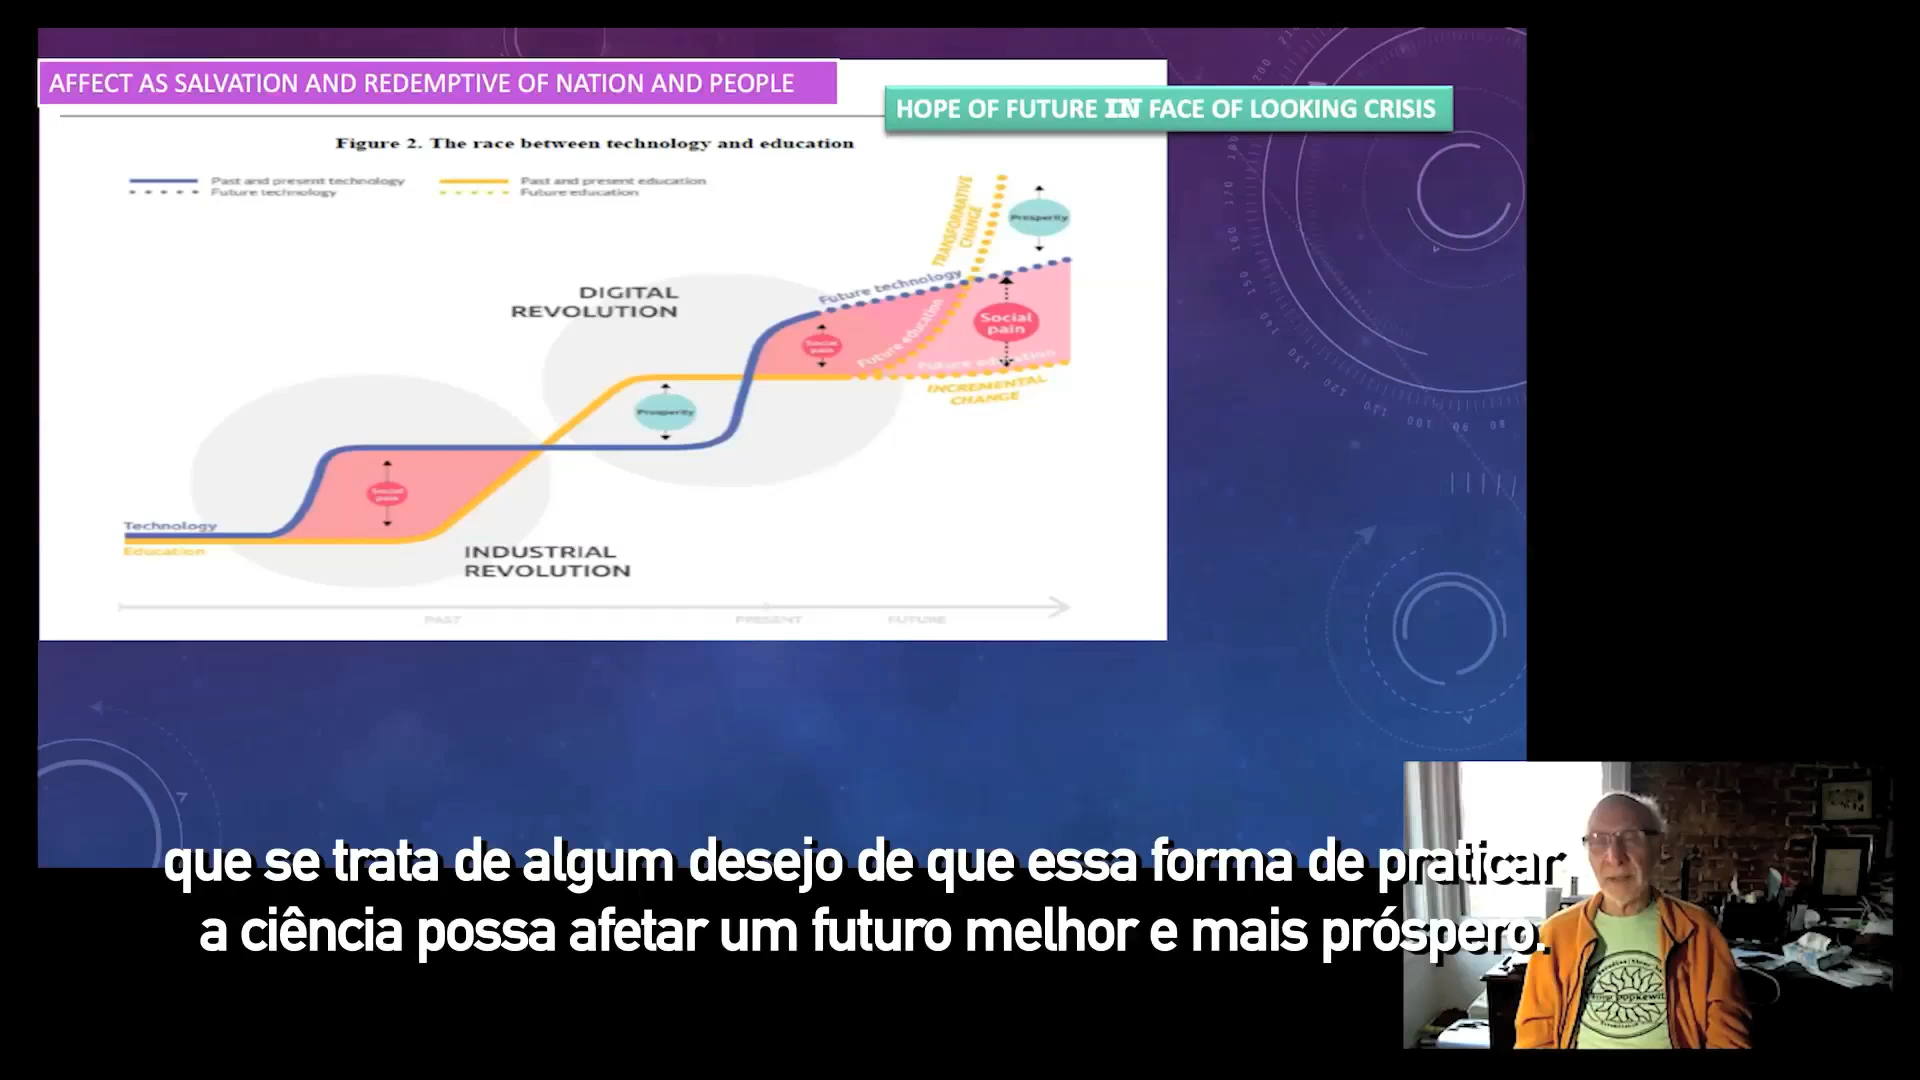 AFFECT AS SALVATION AND REDEMPTIVE OF NATION AND PEOPLE
HOPE OF FUTURE IN FACE OF LOOKING CRISIS
Figure 2. The race between technology and education
Past and present technology
Past and present education
Future technology
Future education
TRANSFORMATIVE
CHANGE
Prosperity
DIGITAL
REVOLUTION
Future technology
Future education
Social
pain
Social
pain
Future education
INCREMENTAL
CHANGE
Prosperity
Social
pain
Technology
Education
INDUSTRIAL
REVOLUTION
PAST
PRESENT
FUTURE
que se trata de algum desejo de que essa forma de praticar
a ciência possa afetar um futuro melhor e mais próspero.